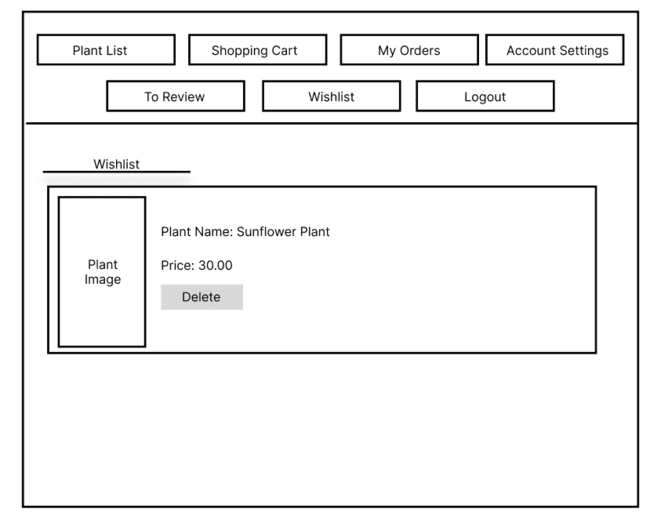 Plant List
Shopping Cart
My Orders
Account Settings
To Review
Wishlist
Logout
Wishlist
Plant
Image
Plant Name: Sunflower Plant
Price: 30.00
Delete